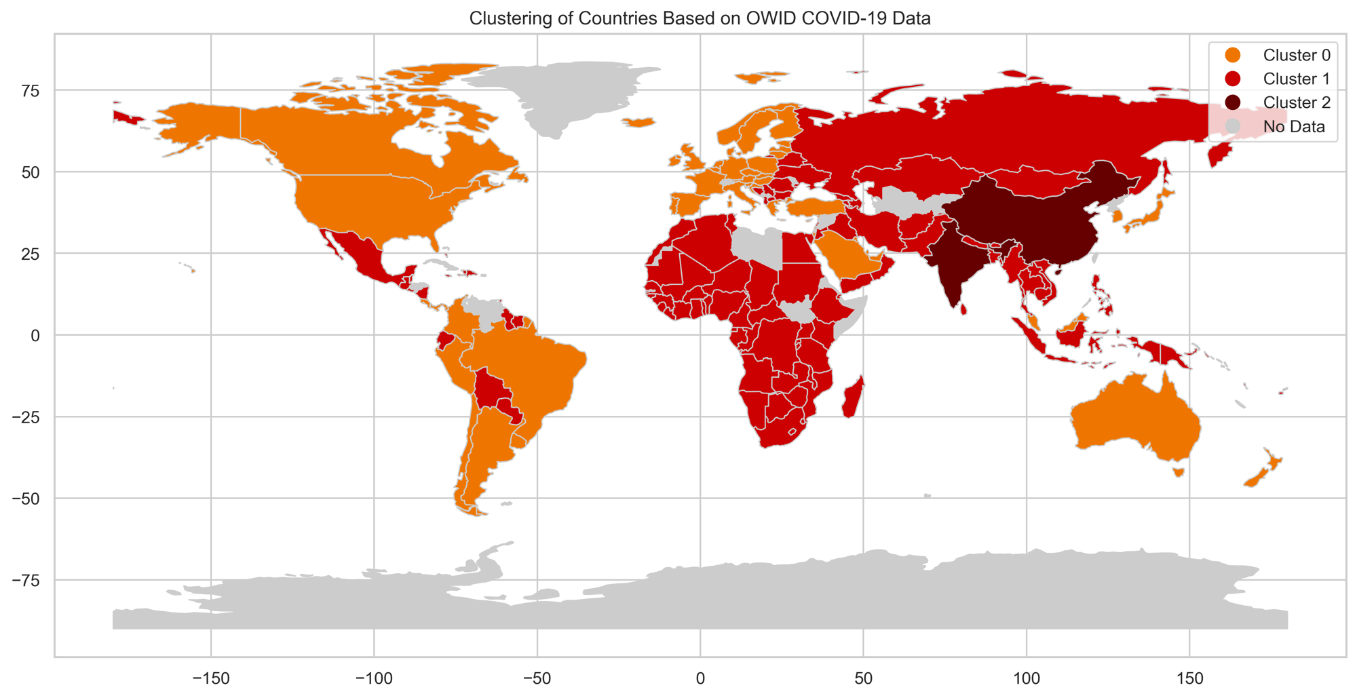 Clustering of Countries Based on OWID COVID-19 Data
Cluster 0
Cluster 1
Cluster 2
No Data
75
50
25
0
−25
−50
−75
−150 −100 −50 0 50 100 150